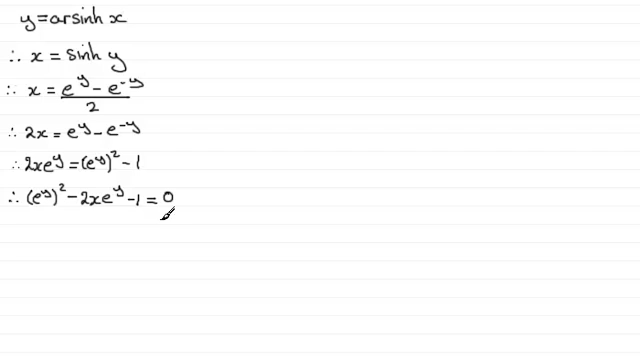 y = arsinh x
∴ x = sinh y
∴ x = (e^y − e^−y)/2
∴ 2x = e^y − e^−y
∴ 2xe^y = (e^y)² − 1
∴ (e^y)² − 2xe^y − 1 = 0